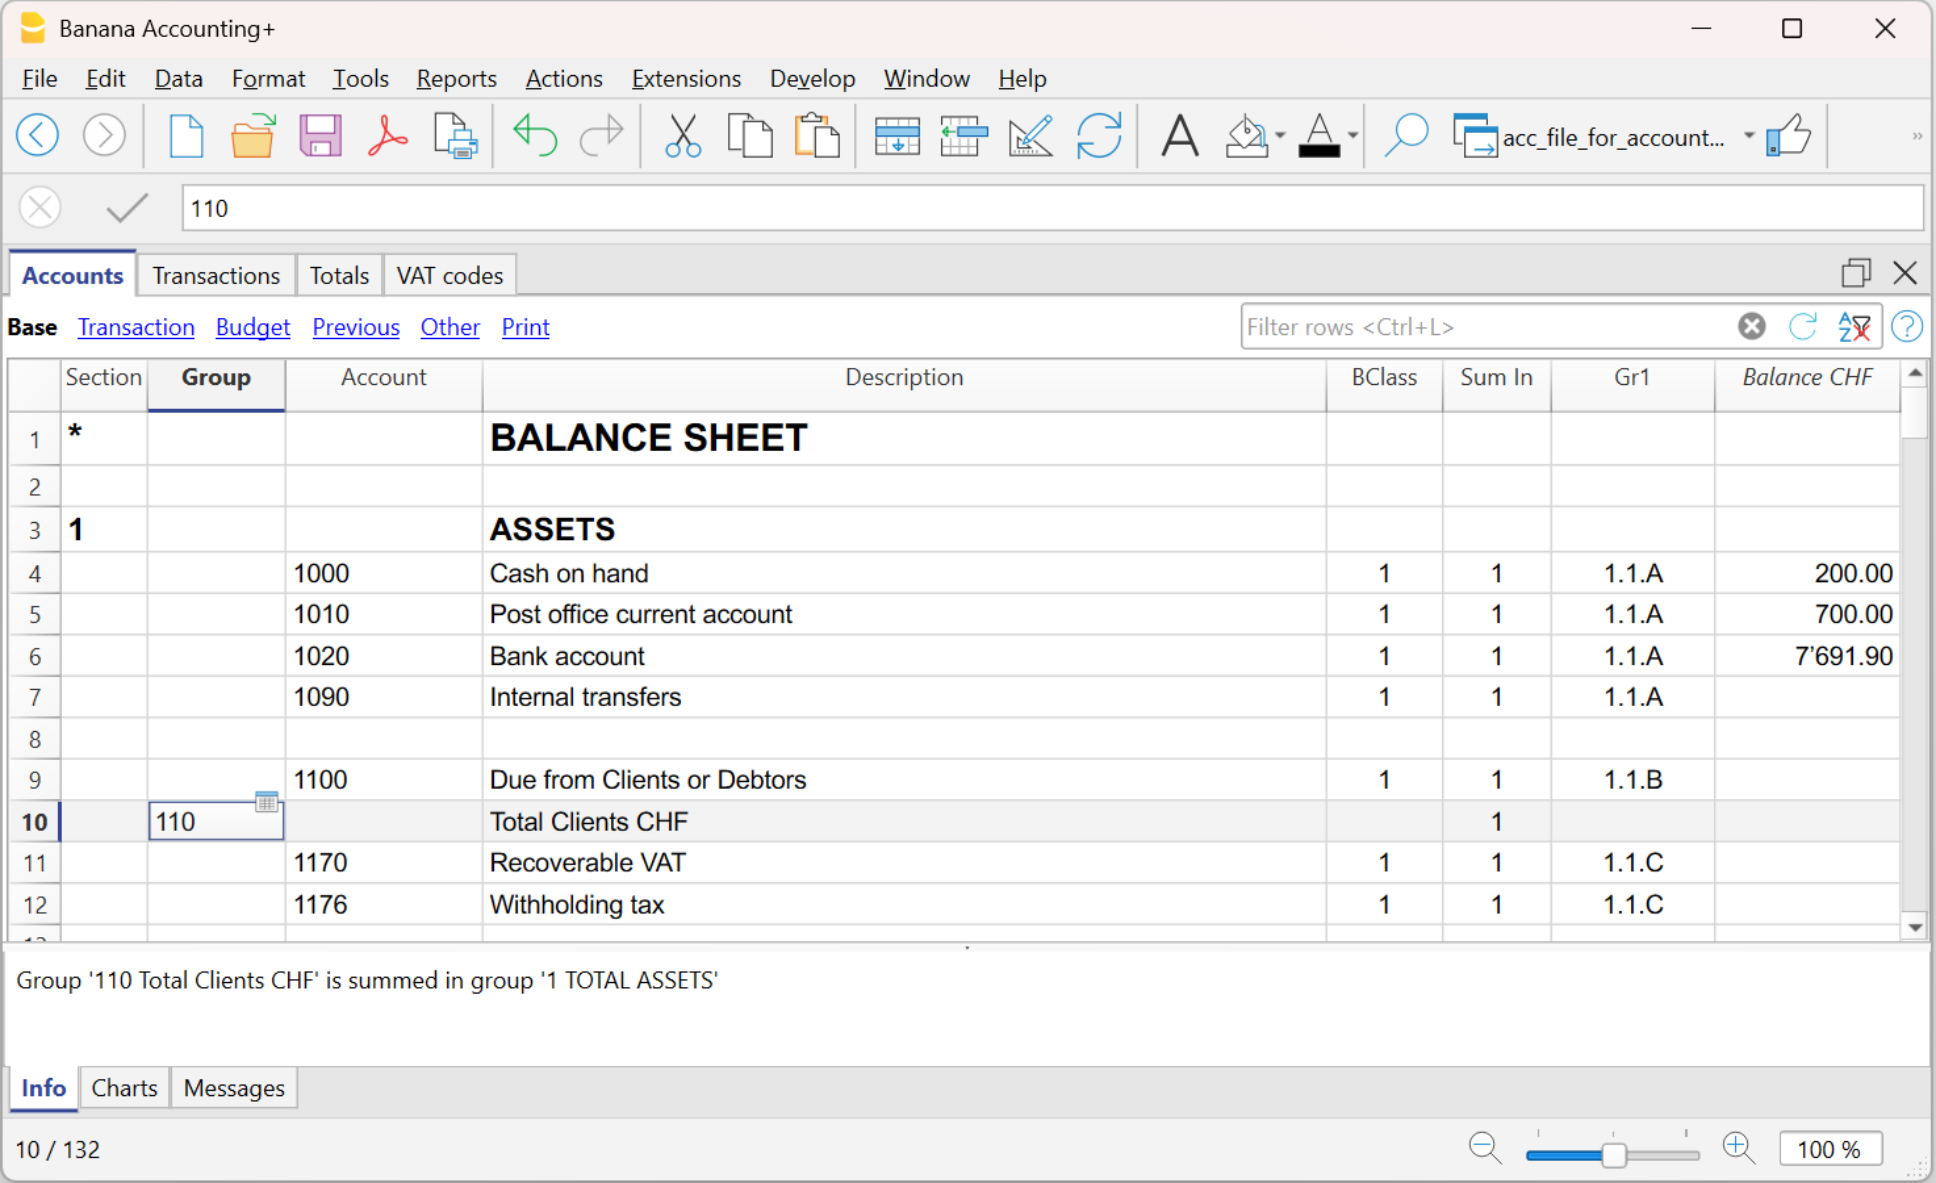 Banana Accounting+
File Edit Data Format Tools Reports Actions Extensions Develop Window Help
acc_file_for_account... »
110
Accounts Transactions Totals VAT codes
Base Transaction Budget Previous Other Print Filter rows <Ctrl+L>
Section Group Account Description BClass Sum In Gr1 Balance CHF
1 * BALANCE SHEET
2
3 1 ASSETS
4 1000 Cash on hand 1 1 1.1.A 200.00
5 1010 Post office current account 1 1 1.1.A 700.00
6 1020 Bank account 1 1 1.1.A 7'691.90
7 1090 Internal transfers 1 1 1.1.A
8
9 1100 Due from Clients or Debtors 1 1 1.1.B
10 110 Total Clients CHF 1
11 1170 Recoverable VAT 1 1 1.1.C
12 1176 Withholding tax 1 1 1.1.C
Group '110 Total Clients CHF' is summed in group '1 TOTAL ASSETS'
Info Charts Messages
10 / 132 100 %